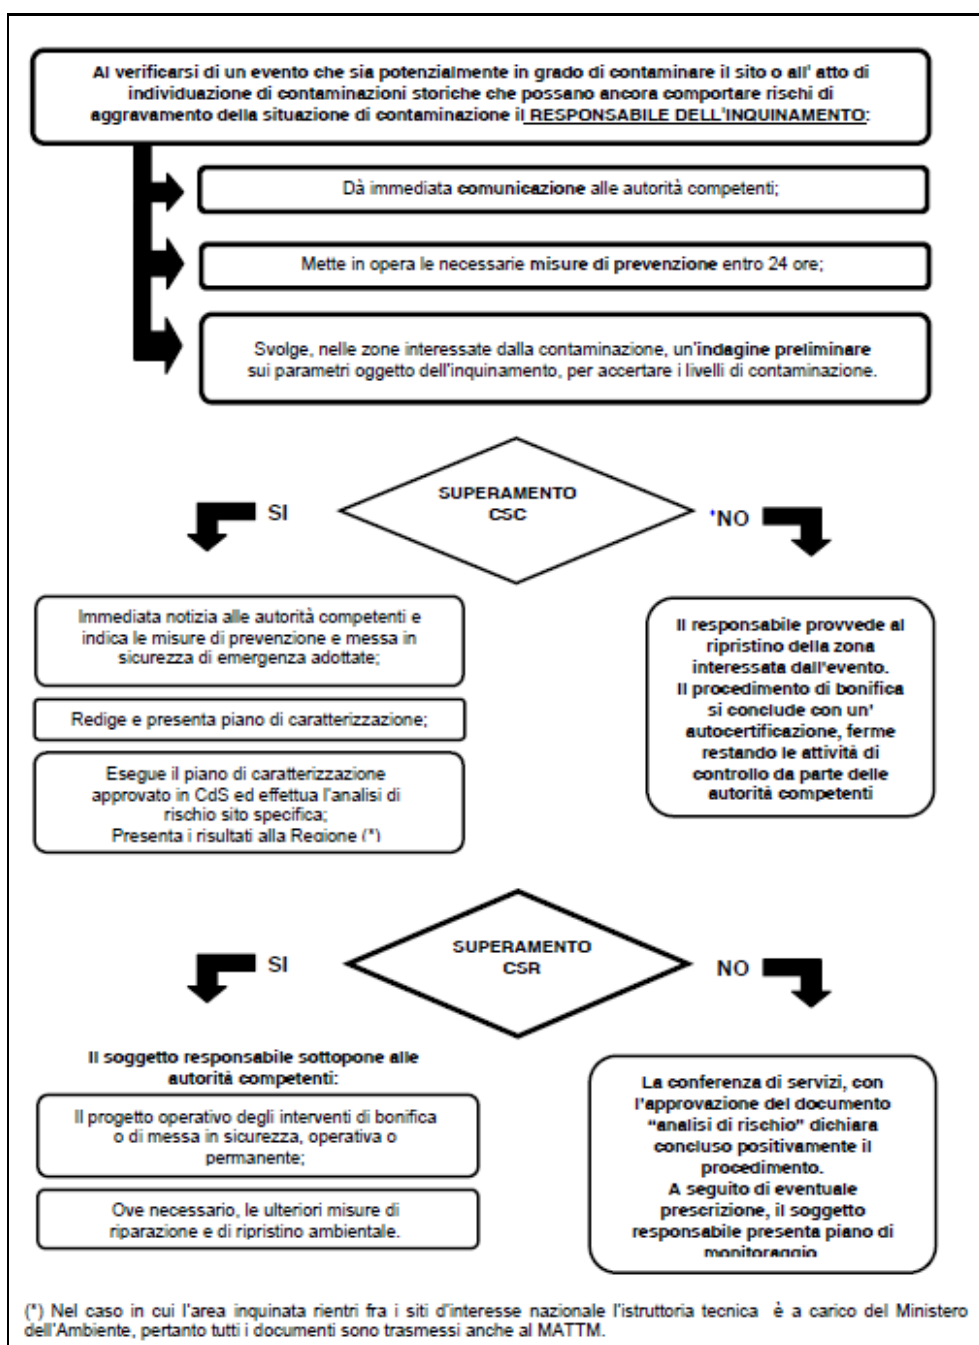 Al verificarsi di un evento che sia potenzialmente in grado di contaminare il sito o all' atto di
individuazione di contaminazioni storiche che possano ancora comportare rischi di
aggravamento della situazione di contaminazione il RESPONSABILE DELL'INQUINAMENTO:
Dà immediata comunicazione alle autorità competenti;
Mette in opera le necessarie misure di prevenzione entro 24 ore;
Svolge, nelle zone interessate dalla contaminazione, un'indagine preliminare
sui parametri oggetto dell'inquinamento, per accertare i livelli di contaminazione.
SUPERAMENTO
CSC
SI
'NO
Immediata notizia alle autorità competenti e
indica le misure di prevenzione e messa in
sicurezza di emergenza adottate;
Redige e presenta piano di caratterizzazione;
Esegue il piano di caratterizzazione
approvato in CdS ed effettua l'analisi di
rischio sito specifica;
Presenta i risultati alla Regione (*)
Il responsabile provvede al
ripristino della zona
interessata dall'evento.
Il procedimento di bonifica
si conclude con un'
autocertificazione, ferme
restando le attività di
controllo da parte delle
autorità competenti
SUPERAMENTO
CSR
SI
NO
Il soggetto responsabile sottopone alle
autorità competenti:
Il progetto operativo degli interventi di bonifica
o di messa in sicurezza, operativa o
permanente;
Ove necessario, le ulteriori misure di
riparazione e di ripristino ambientale.
La conferenza di servizi, con
l'approvazione del documento
"analisi di rischio" dichiara
concluso positivamente il
procedimento.
A seguito di eventuale
prescrizione, il soggetto
responsabile presenta piano di
monitoraggio
(*) Nel caso in cui l'area inquinata rientri fra i siti d'interesse nazionale l'istruttoria tecnica è a carico del Ministero
dell'Ambiente, pertanto tutti i documenti sono trasmessi anche al MATTM.